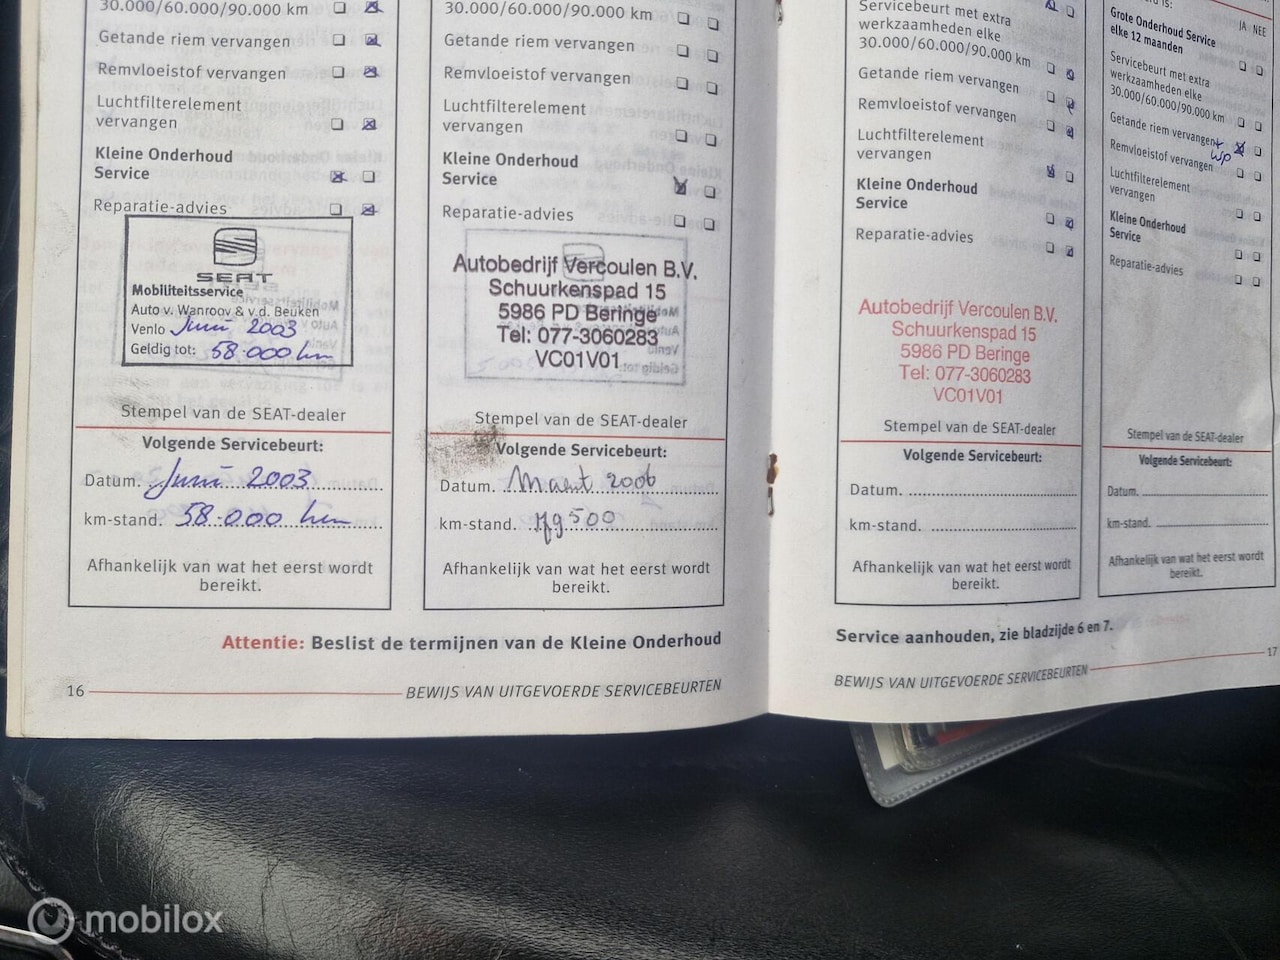 30.000/60.000/90.000 km
Getande riem vervangen
Remvloeistof vervangen
Luchtfilterelement
vervangen
Kleine Onderhoud
Service
Reparatie-advies
SEAT
Mobiliteitsservice
Auto v. Wanroov & v.d. Beuken
Venlo Juni 2003
Geldig tot: 58.000 km
Stempel van de SEAT-dealer
Volgende Servicebeurt:
Datum. Juni 2003
km-stand. 58.000 km
Afhankelijk van wat het eerst wordt
bereikt.
30.000/60.000/90.000 km
Getande riem vervangen
Remvloeistof vervangen
Luchtfilterelement
vervangen
Kleine Onderhoud
Service
Reparatie-advies
Autobedrijf Vercoulen B.V.
Schuurkenspad 15
5986 PD Beringe
Tel: 077-3060283
VC01V01
Stempel van de SEAT-dealer
Volgende Servicebeurt:
Datum. Maart 2006
km-stand.
Afhankelijk van wat het eerst wordt
bereikt.
Attentie: Beslist de termijnen van de Kleine Onderhoud
16
BEWIJS VAN UITGEVOERDE SERVICEBEURTEN
Servicebeurt met extra
werkzaamheden elke
30.000/60.000/90.000 km
Getande riem vervangen
Remvloeistof vervangen
Luchtfilterelement
vervangen
Kleine Onderhoud
Service
Reparatie-advies
Autobedrijf Vercoulen B.V.
Schuurkenspad 15
5986 PD Beringe
Tel: 077-3060283
VC01V01
Stempel van de SEAT-dealer
Volgende Servicebeurt:
Datum.
km-stand.
Afhankelijk van wat het eerst wordt
bereikt.
JA NEE
Grote Onderhoud Service
elke 12 maanden
Servicebeurt met extra
werkzaamheden elke
30.000/60.000/90.000 km
Getande riem vervangen +
WP
Remvloeistof vervangen
Luchtfilterelement
vervangen
Kleine Onderhoud
Service
Reparatie-advies
Stempel van de SEAT-dealer
Volgende Servicebeurt:
Datum.
km-stand.
Afhankelijk van wat het eerst wordt
bereikt.
Service aanhouden, zie bladzijde 6 en 7.
BEWIJS VAN UITGEVOERDE SERVICEBEURTEN
17
mobilox